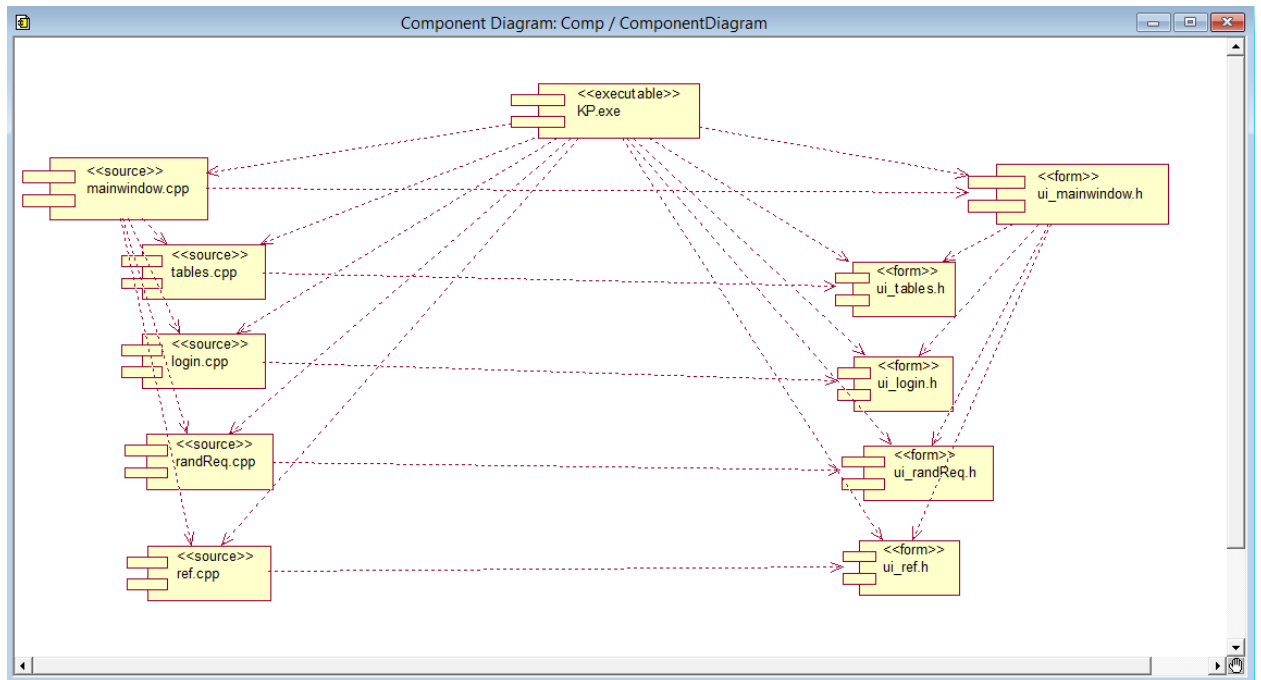 Component Diagram: Comp / ComponentDiagram
<<executable>>
KP.exe
<<source>>
mainwindow.cpp
<<form>>
ui_mainwindow.h
<<source>>
tables.cpp
<<form>>
ui_tables.h
<<source>>
login.cpp
<<form>>
ui_login.h
<<source>>
randReq.cpp
<<form>>
ui_randReq.h
<<source>>
ref.cpp
<<form>>
ui_ref.h